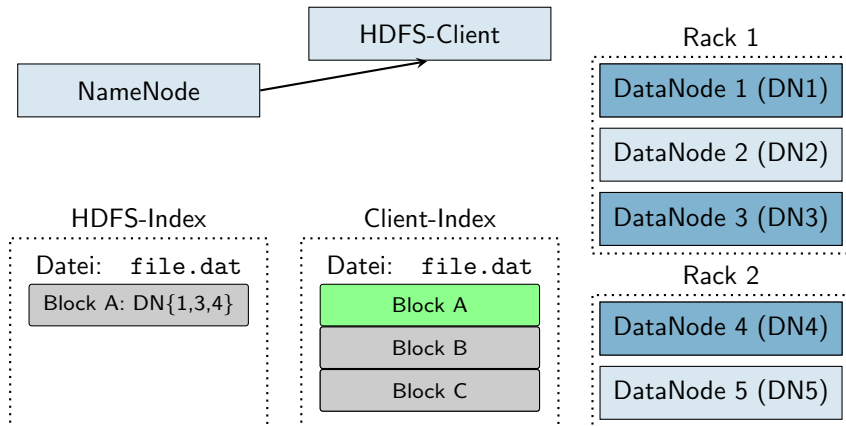 HDFS-Client
NameNode
Rack 1
DataNode 1 (DN1)
DataNode 2 (DN2)
DataNode 3 (DN3)
HDFS-Index
Datei: file.dat
Block A: DN{1,3,4}
Client-Index
Datei: file.dat
Block A
Block B
Block C
Rack 2
DataNode 4 (DN4)
DataNode 5 (DN5)